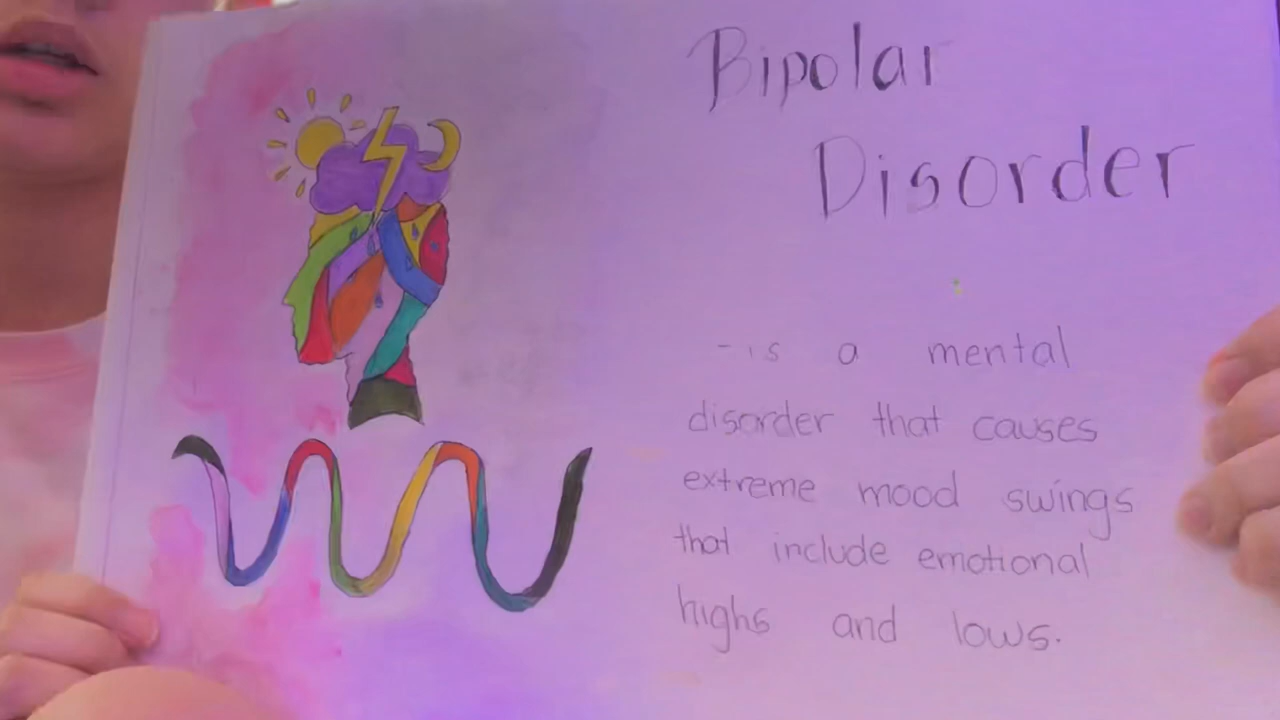 Bipolar
Disorder
- is a mental
disorder that causes
extreme mood swings
that include emotional
highs and lows.